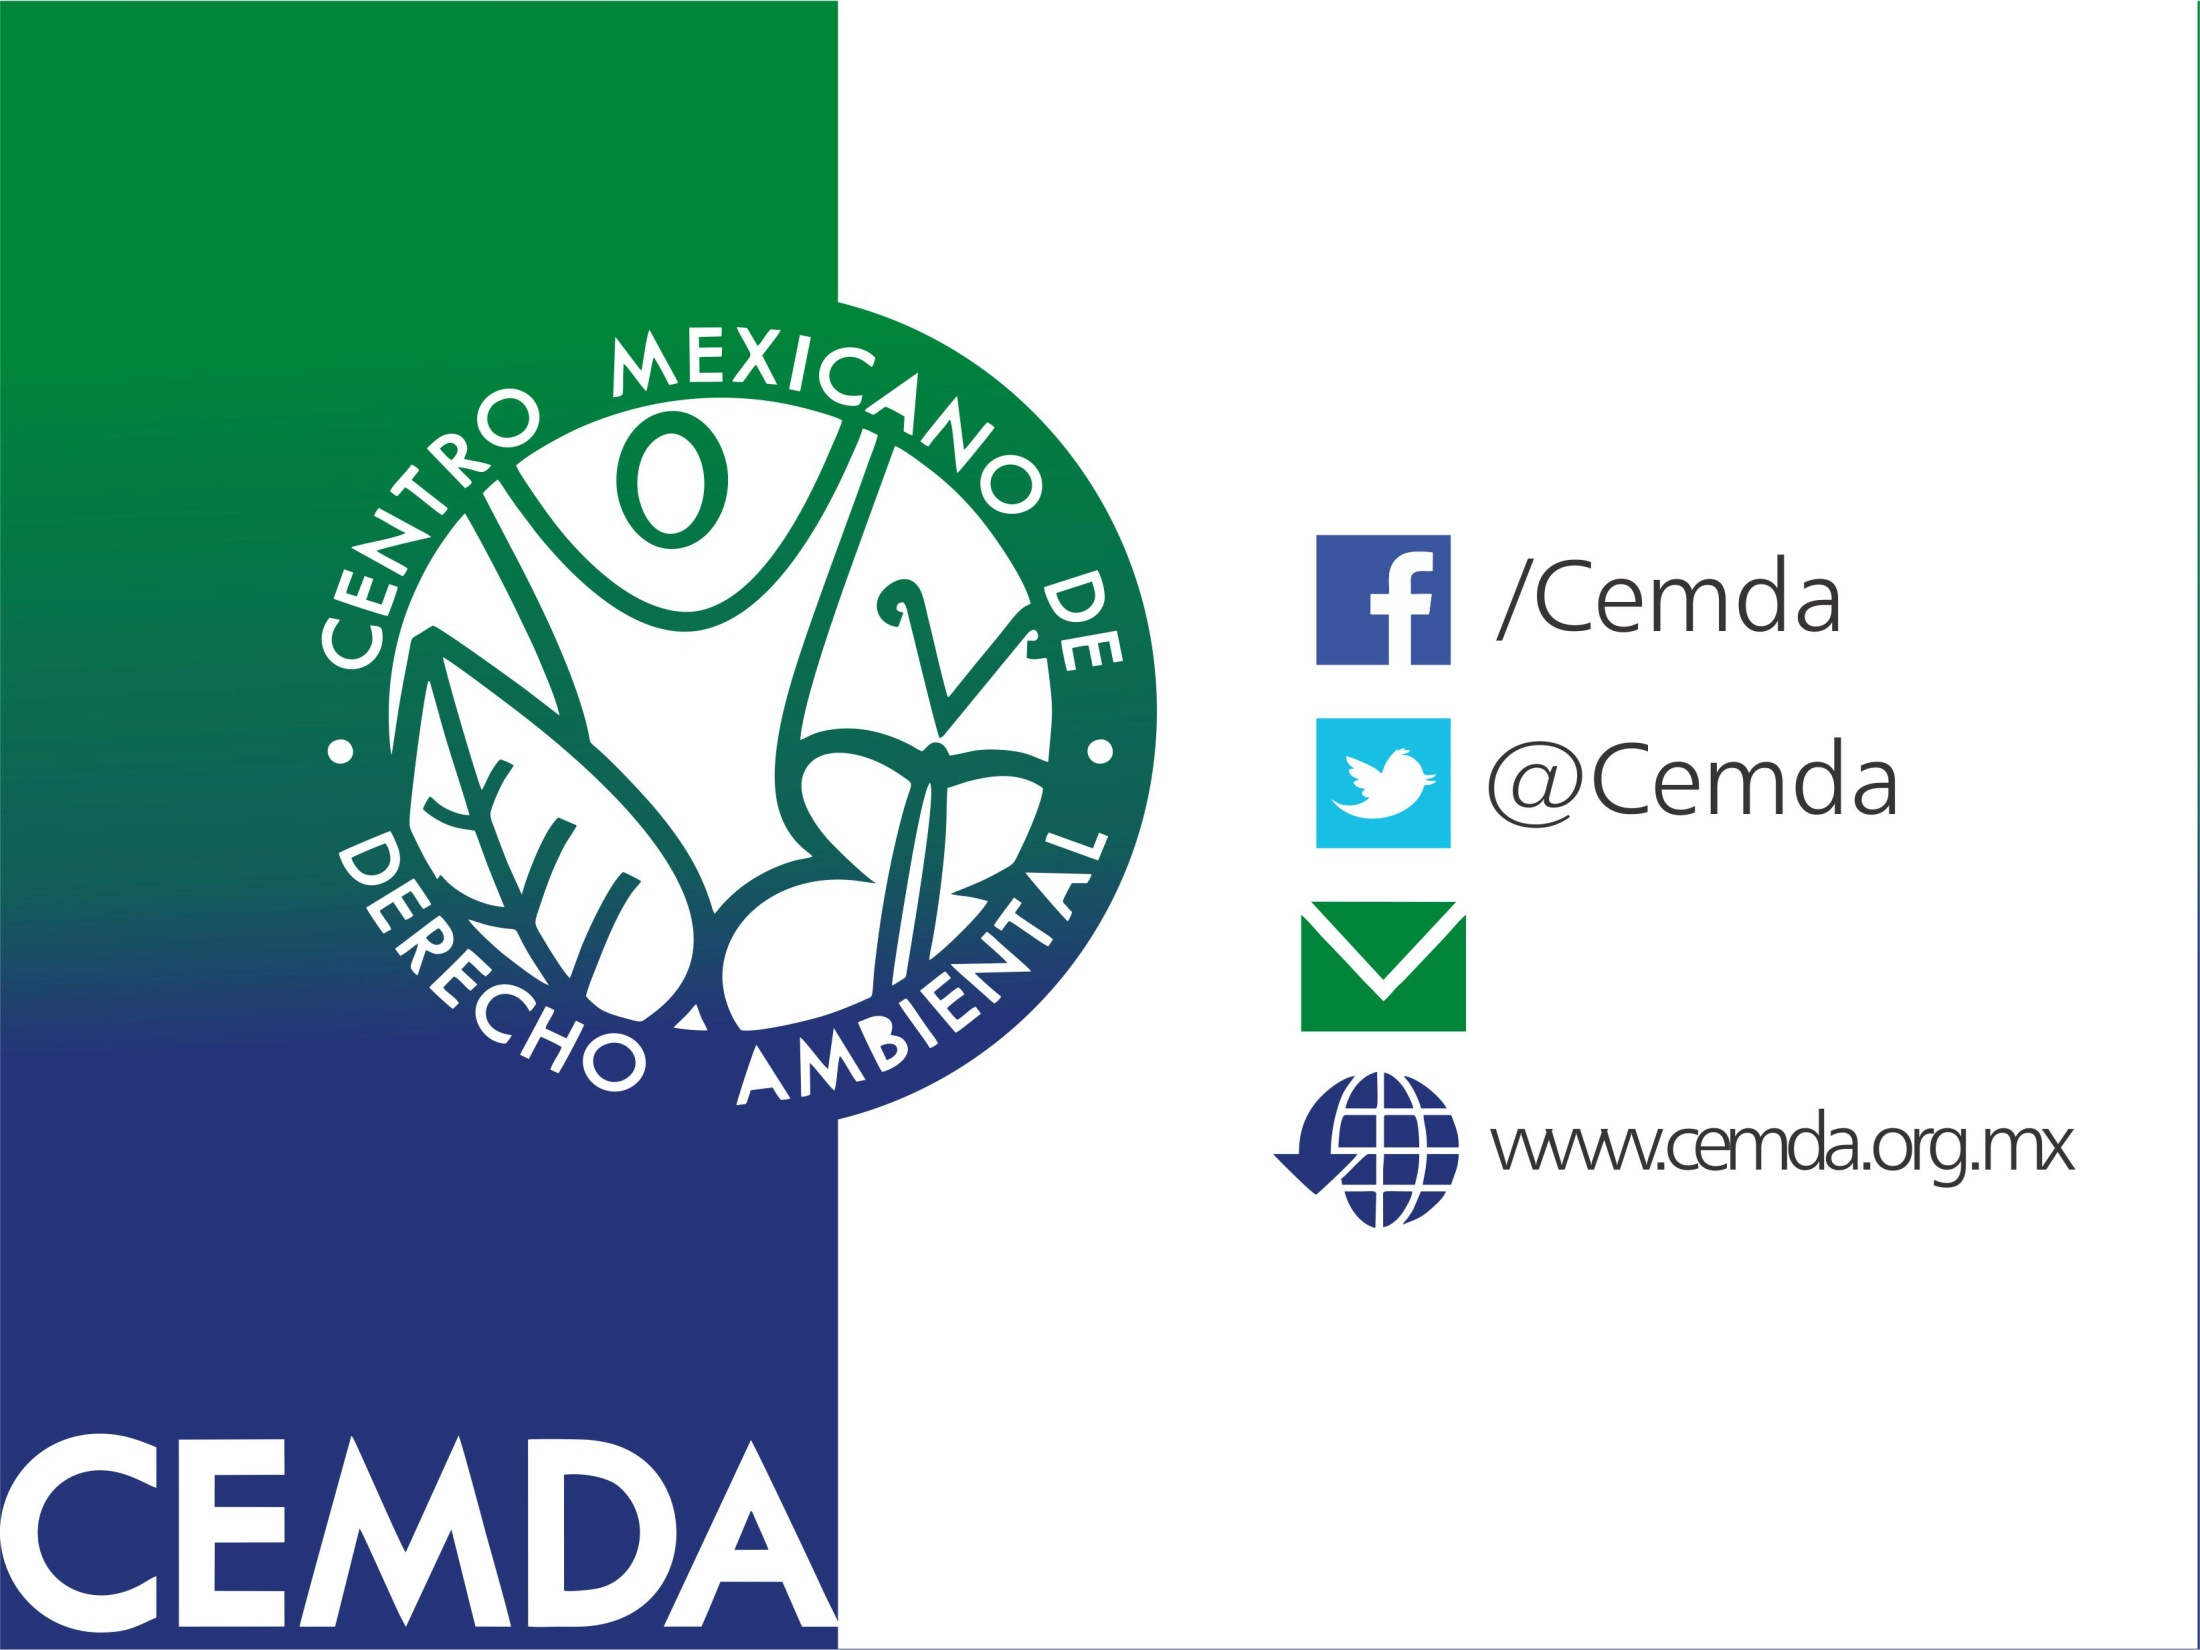 CENTRO MEXICANO DE
DERECHO AMBIENTAL
CEMDA
/Cemda
@Cemda
www.cemda.org.mx